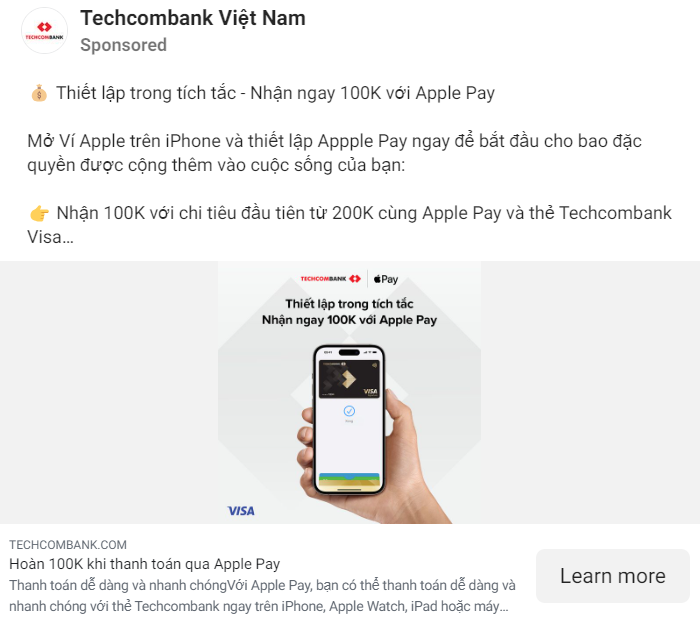 TECHCOMBANK
Techcombank Việt Nam
Sponsored
💰 Thiết lập trong tích tắc - Nhận ngay 100K với Apple Pay
Mở Ví Apple trên iPhone và thiết lập Appple Pay ngay để bắt đầu cho bao đặc
quyền được cộng thêm vào cuộc sống của bạn:
👉 Nhận 100K với chi tiêu đầu tiên từ 200K cùng Apple Pay và thẻ Techcombank
Visa…
TECHCOMBANK Pay
Thiết lập trong tích tắc
Nhận ngay 100K với Apple Pay
VISA
VISA
TECHCOMBANK.COM
Hoàn 100K khi thanh toán qua Apple Pay
Thanh toán dễ dàng và nhanh chóngVới Apple Pay, bạn có thể thanh toán dễ dàng và
nhanh chóng với thẻ Techcombank ngay trên iPhone, Apple Watch, iPad hoặc máy…
Learn more